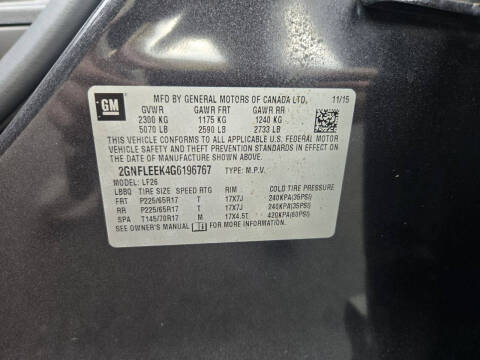 GM
MFD BY GENERAL MOTORS OF CANADA LTD. 11/15
GVWR GAWR FRT GAWR RR
2300 KG 1175 KG 1240 KG
5070 LB 2590 LB 2733 LB
THIS VEHICLE CONFORMS TO ALL APPLICABLE U.S. FEDERAL MOTOR
VEHICLE SAFETY AND THEFT PREVENTION STANDARDS IN EFFECT ON
THE DATE OF MANUFACTURE SHOWN ABOVE.
2GNFLEEK4G6196767 TYPE: M.P.V.
MODEL: LF26
LBBQ TIRE SIZE SPEED RTG RIM COLD TIRE PRESSURE
FRT P225/65R17 T 17X7J 240KPA(35PSI)
RR P225/65R17 T 17X7J 240KPA(35PSI)
SPA T145/70R17 M 17X4.5T 420KPA(60PSI)
SEE OWNER'S MANUAL i FOR MORE INFORMATION.